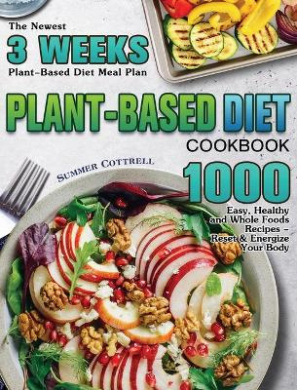 The Newest
3 WEEKS
Plant-Based Diet Meal Plan
PLANT-BASED DIET
COOKBOOK
SUMMER COTTRELL
1000
Easy, Healthy
and Whole Foods
Recipes –
Reset & Energize
Your Body